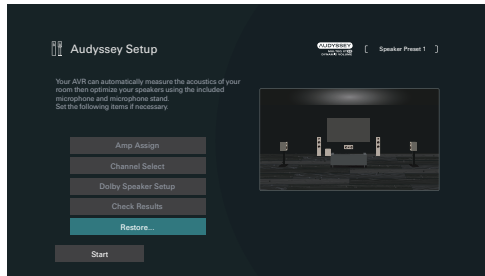 Audyssey Setup
AUDYSSEY
DYNAMIC VOLUME
[ Speaker Preset 1 ]
Your AVR can automatically measure the acoustics of your
room then optimize your speakers using the included
microphone and microphone stand.
Set the following items if necessary.
Amp Assign
Channel Select
Dolby Speaker Setup
Check Results
Restore...
Start